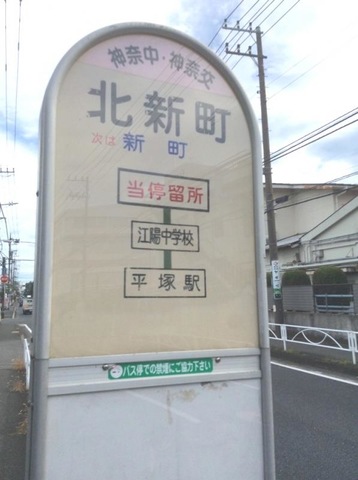 神奈中・神奈交
北新町
次は 新町
当停留所
江陽中学校
平塚駅
バス停での禁煙にご協力下さい